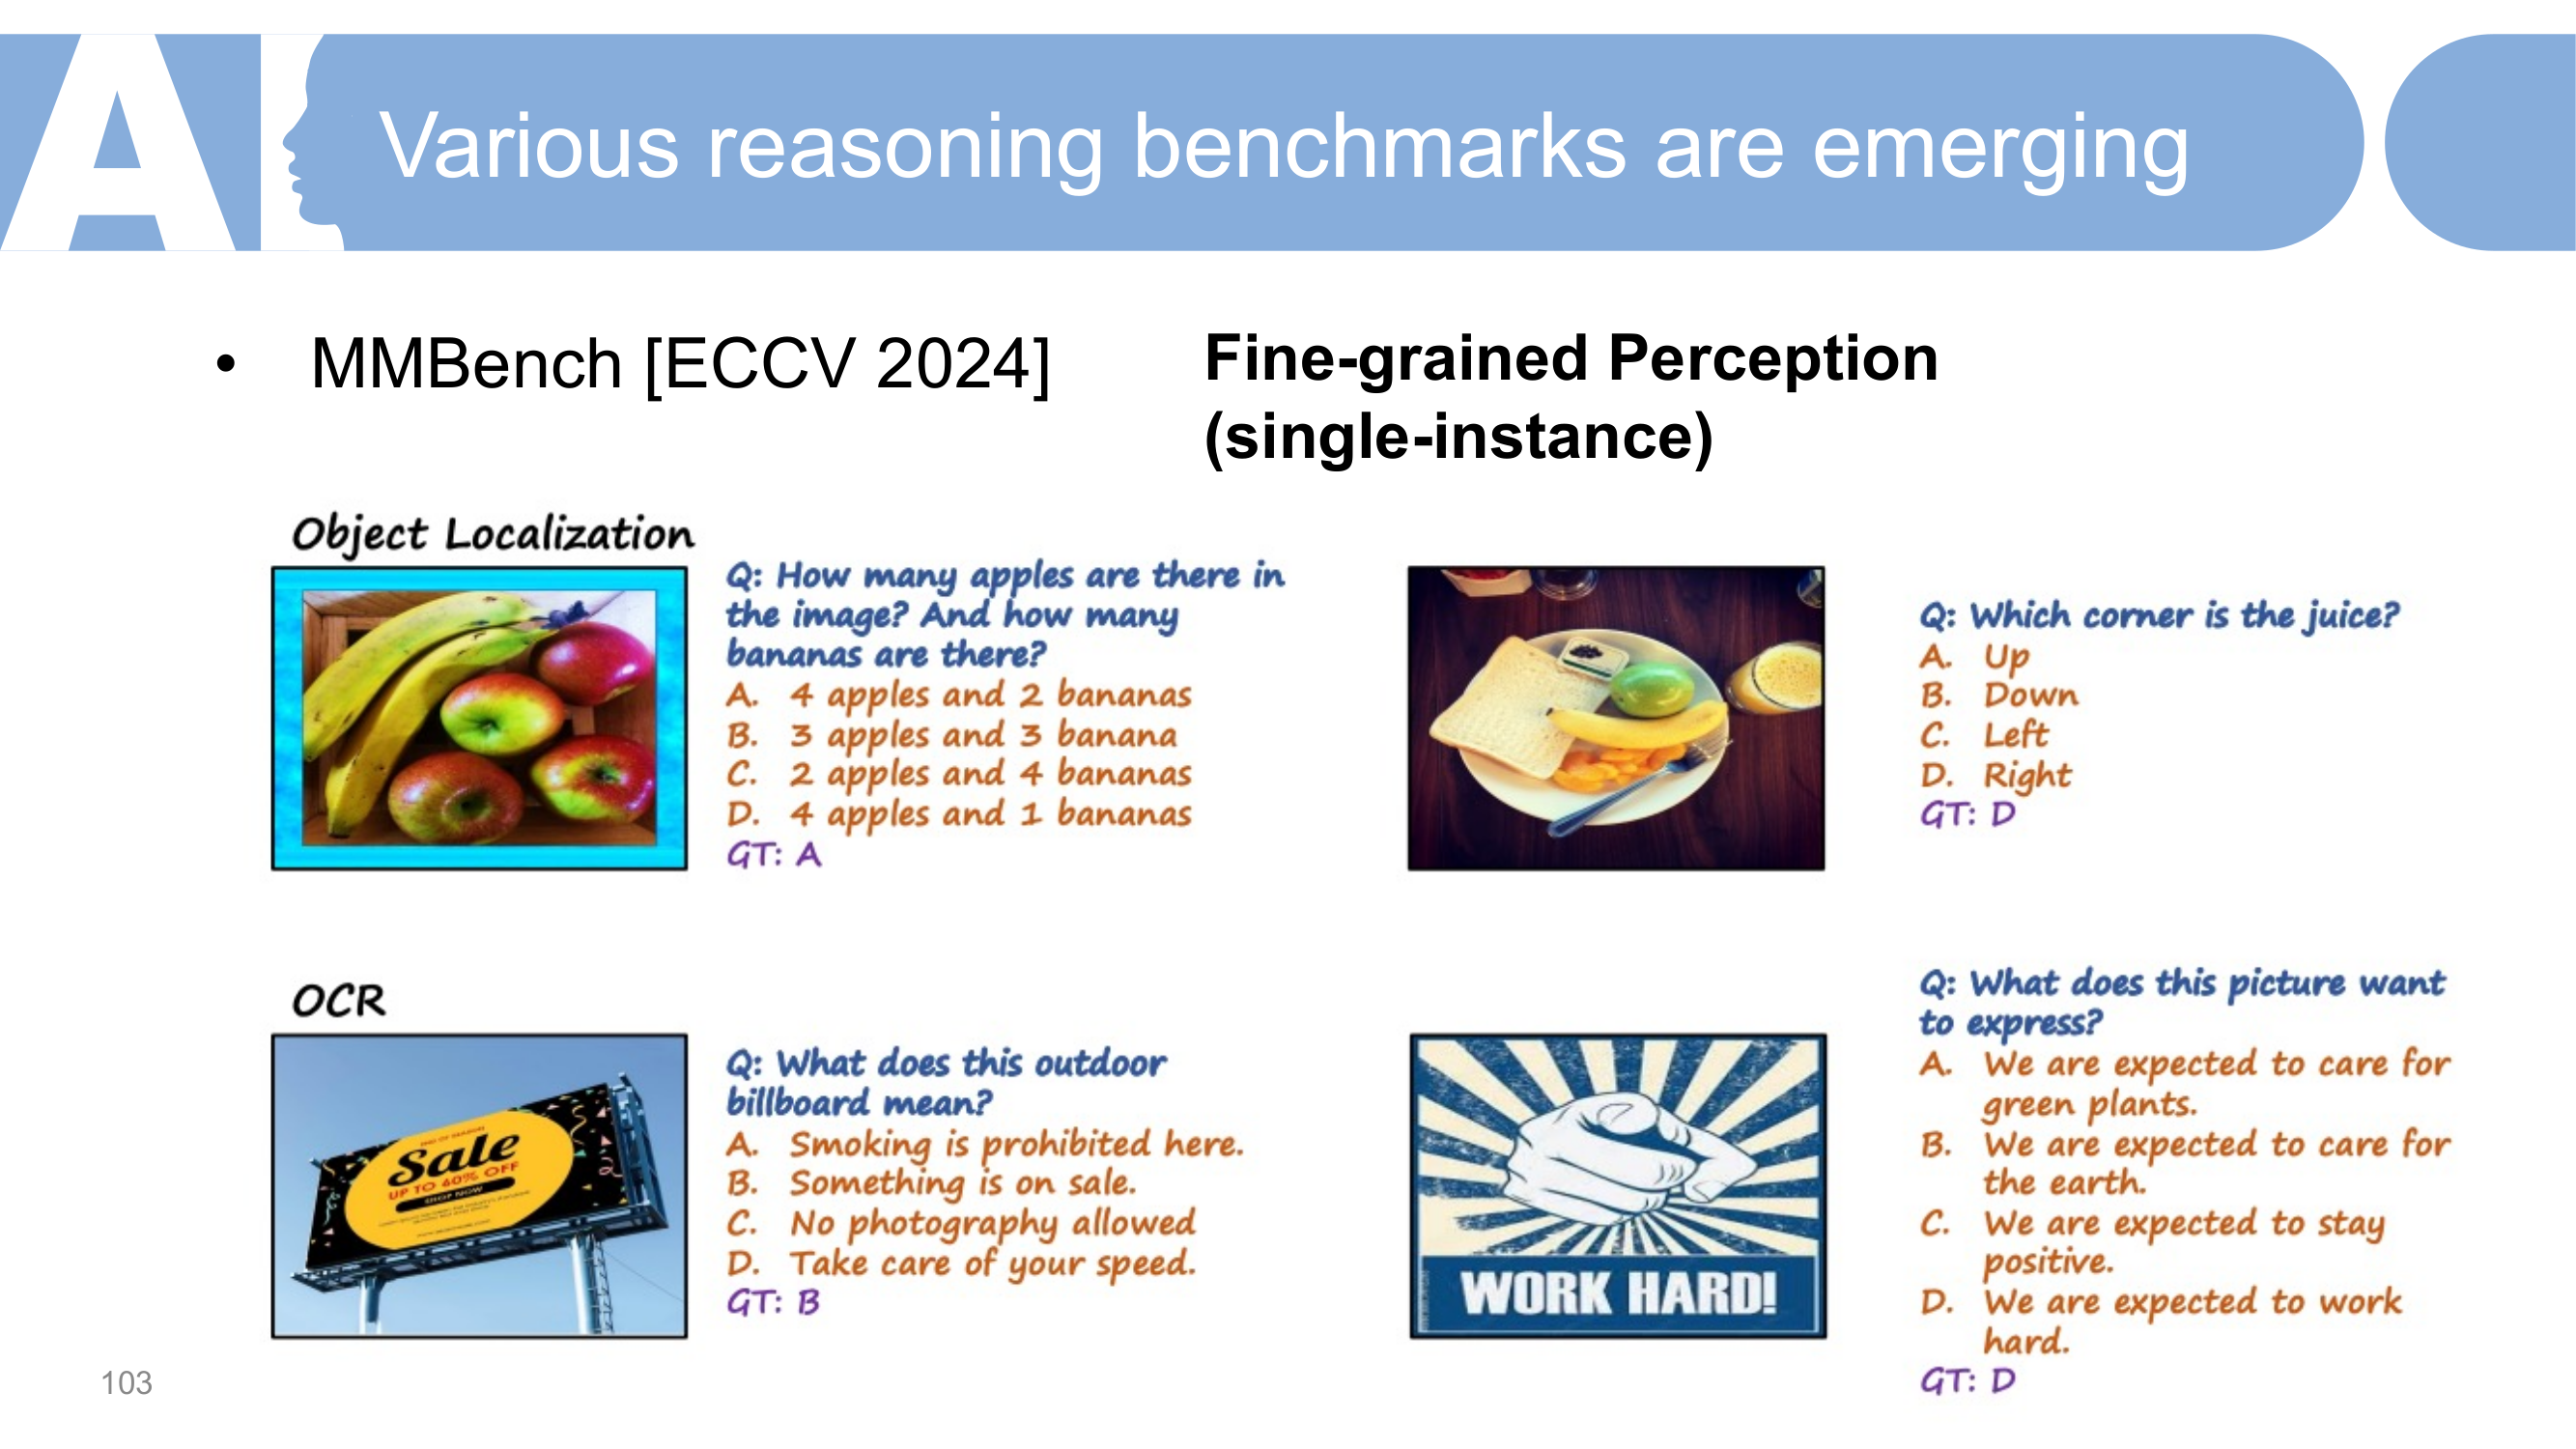 A
Various reasoning benchmarks are emerging
• MMBench [ECCV 2024]
Fine-grained Perception
(single-instance)
Object Localization
Q: How many apples are there in
the image? And how many
bananas are there?
A. 4 apples and 2 bananas
B. 3 apples and 3 banana
C. 2 apples and 4 bananas
D. 4 apples and 1 bananas
GT: A
Q: Which corner is the juice?
A. Up
B. Down
C. Left
D. Right
GT: D
OCR
Sale
UP TO 60% OFF
SHOP NOW
Q: What does this outdoor
billboard mean?
A. Smoking is prohibited here.
B. Something is on sale.
C. No photography allowed
D. Take care of your speed.
GT: B
WORK HARD!
Q: What does this picture want
to express?
A. We are expected to care for
green plants.
B. We are expected to care for
the earth.
C. We are expected to stay
positive.
D. We are expected to work
hard.
GT: D
103